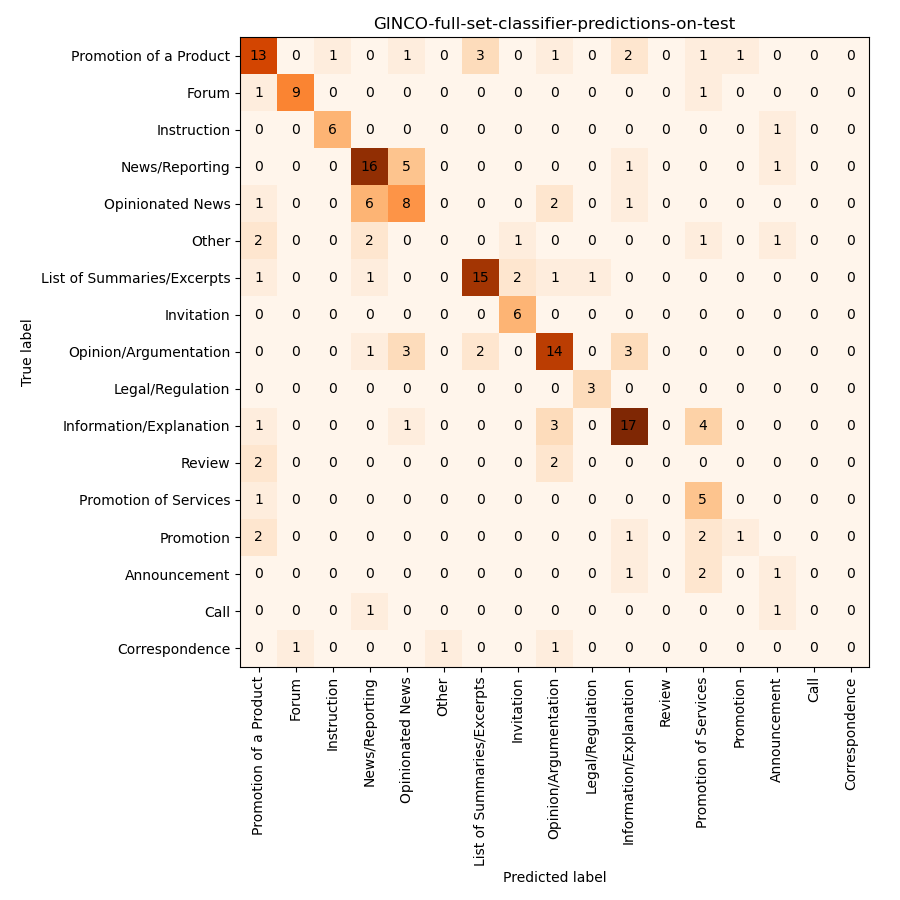 GINCO-full-set-classifier-predictions-on-test
Promotion of a Product 13 0 1 0 1 0 3 0 1 0 2 0 1 1 0 0 0
Forum 1 9 0 0 0 0 0 0 0 0 0 0 1 0 0 0 0
Instruction 0 0 6 0 0 0 0 0 0 0 0 0 0 0 1 0 0
News/Reporting 0 0 0 16 5 0 0 0 0 0 1 0 0 0 1 0 0
Opinionated News 1 0 0 6 8 0 0 0 2 0 1 0 0 0 0 0 0
Other 2 0 0 2 0 0 0 1 0 0 0 0 1 0 1 0 0
List of Summaries/Excerpts 1 0 0 1 0 0 15 2 1 1 0 0 0 0 0 0 0
Invitation 0 0 0 0 0 0 0 6 0 0 0 0 0 0 0 0 0
Opinion/Argumentation 0 0 0 1 3 0 2 0 14 0 3 0 0 0 0 0 0
Legal/Regulation 0 0 0 0 0 0 0 0 0 3 0 0 0 0 0 0 0
Information/Explanation 1 0 0 0 1 0 0 0 3 0 17 0 4 0 0 0 0
Review 2 0 0 0 0 0 0 0 2 0 0 0 0 0 0 0 0
Promotion of Services 1 0 0 0 0 0 0 0 0 0 0 0 5 0 0 0 0
Promotion 2 0 0 0 0 0 0 0 0 0 1 0 2 1 0 0 0
Announcement 0 0 0 0 0 0 0 0 0 0 1 0 2 0 1 0 0
Call 0 0 0 1 0 0 0 0 0 0 0 0 0 0 1 0 0
Correspondence 0 1 0 0 0 1 0 0 1 0 0 0 0 0 0 0 0
True label
Promotion of a Product
Forum
Instruction
News/Reporting
Opinionated News
Other
List of Summaries/Excerpts
Invitation
Opinion/Argumentation
Legal/Regulation
Information/Explanation
Review
Promotion of Services
Promotion
Announcement
Call
Correspondence
Predicted label